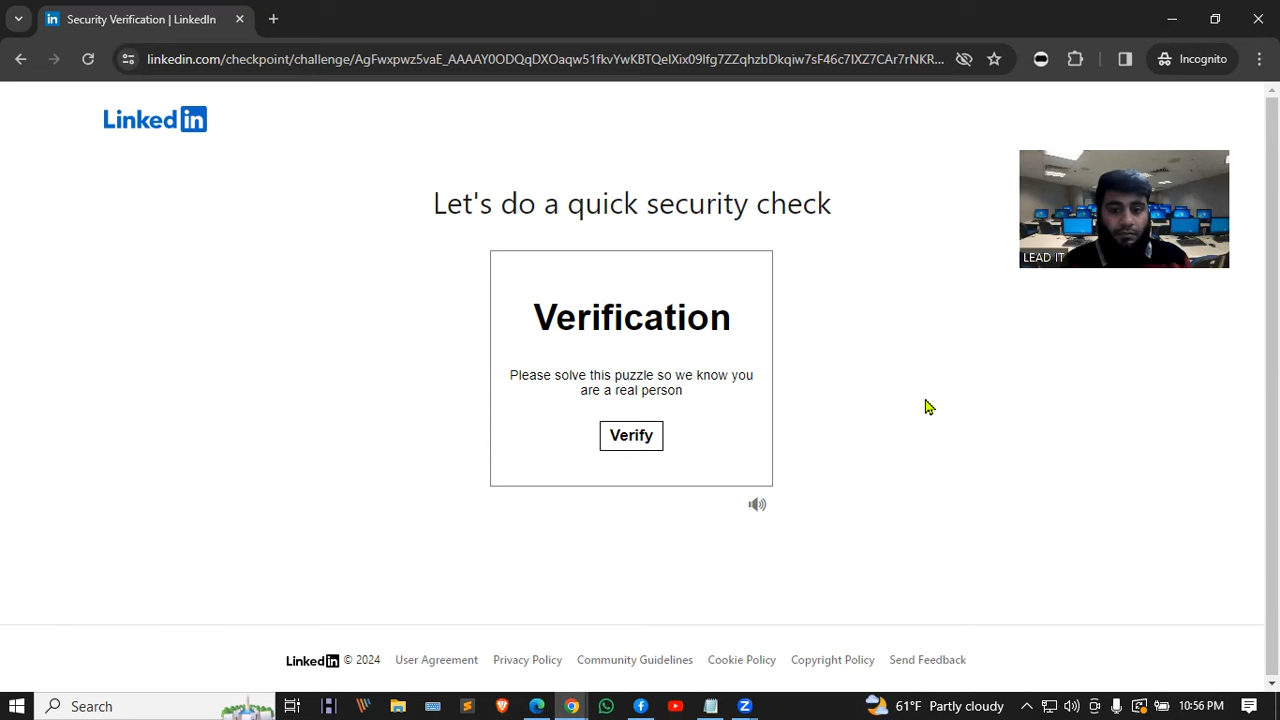 Security Verification | LinkedIn
linkedin.com/checkpoint/challenge/AgFwxpwz5vaE_AAAAY0ODQqDXOaqw51fkvYwKBTQelXix09lfg7ZZqhzbDkqiw7sF46c7IXZ7CAr7rNKR...
Incognito
Linked in
Let's do a quick security check
LEAD IT
Verification
Please solve this puzzle so we know you
are a real person
Verify
Linked in © 2024 User Agreement Privacy Policy Community Guidelines Cookie Policy Copyright Policy Send Feedback
Search
61°F Partly cloudy
10:56 PM